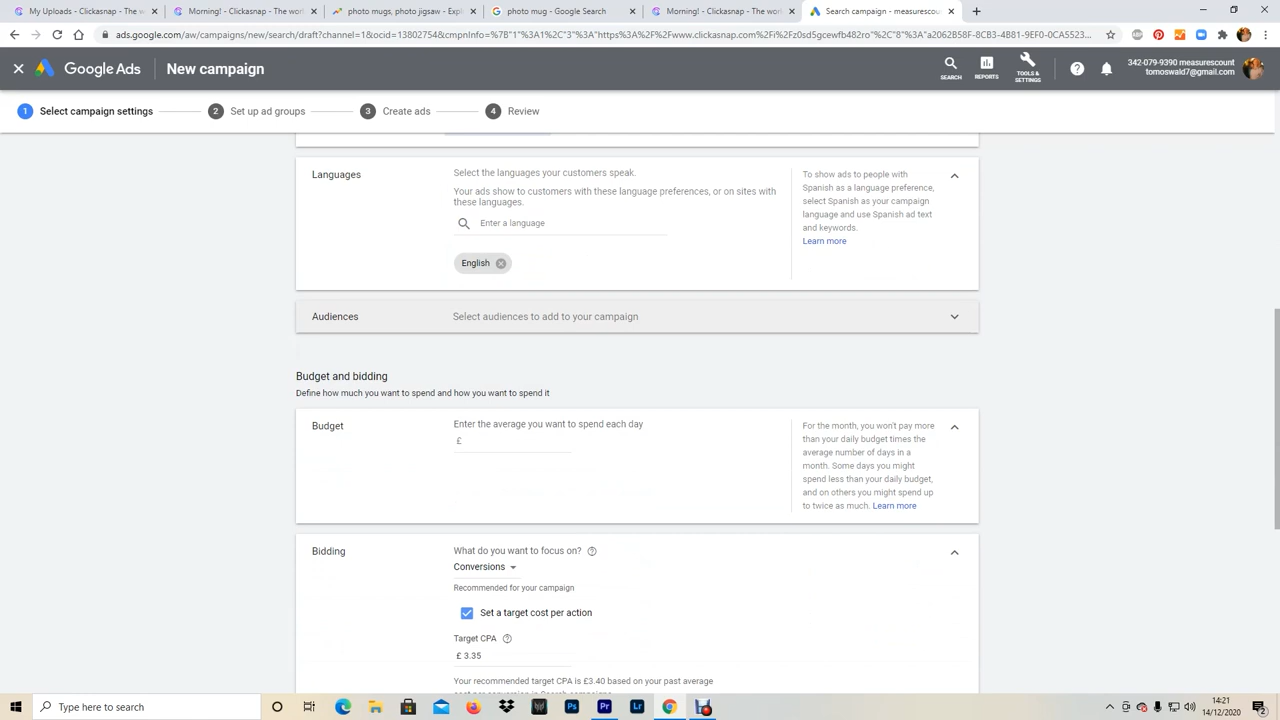 My Uploads - Clickasnap - The w
Morning! - Clickasnap - The worl
photo mugs, photo jigsaw - Expl
photo mug - Google Search
Morning! - Clickasnap - The worl
Search campaign - measurescou
ads.google.com/aw/campaigns/new/search/draft?channel=1&ocid=13802754&cmpnInfo=%7B"1"%3A1%2C"3"%3A"https%3A%2F%2Fwww.clickasnap.com%2Fi%2Fz0sd5gcewfb482ro"%2C"8"%3A"a2062B58F-8CB3-4B81-9EF0-0CA5523...
Google Ads
New campaign
SEARCH
REPORTS
TOOLS &
SETTINGS
342-079-9390 measurescount
tomoswald7@gmail.com
1 Select campaign settings
2 Set up ad groups
3 Create ads
4 Review
Languages
Select the languages your customers speak.
Your ads show to customers with these language preferences, or on sites with
these languages.
Enter a language
English
To show ads to people with
Spanish as a language preference,
select Spanish as your campaign
language and use Spanish ad text
and keywords.
Learn more
Audiences
Select audiences to add to your campaign
Budget and bidding
Define how much you want to spend and how you want to spend it
Budget
Enter the average you want to spend each day
£
For the month, you won't pay more
than your daily budget times the
average number of days in a
month. Some days you might
spend less than your daily budget,
and on others you might spend up
to twice as much. Learn more
Bidding
What do you want to focus on?
Conversions
Recommended for your campaign
Set a target cost per action
Target CPA
£ 3.35
Your recommended target CPA is £3.40 based on your past average
Type here to search
14:21
14/12/2020
2